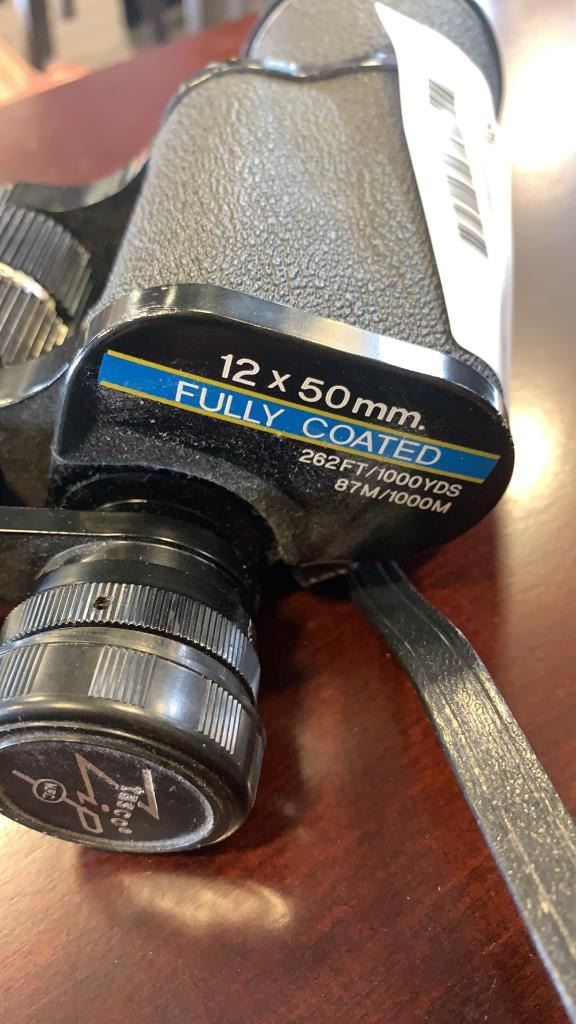 12 x 50mm.
FULLY COATED
262FT/1000YDS
87M/1000M
tasco